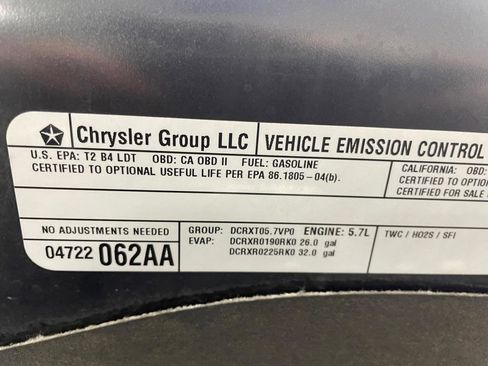 Chrysler Group LLC VEHICLE EMISSION CONTROL
U.S. EPA: T2 B4 LDT OBD: CA OBD II FUEL: GASOLINE
CERTIFIED TO OPTIONAL USEFUL LIFE PER EPA 86.1805-04(b).
CALIFORNIA: OBD:
CERTIFIED TO OPTION
CERTIFIED FOR SALE
NO ADJUSTMENTS NEEDED
04722 062AA
GROUP: DCRXT05.7VP0 ENGINE: 5.7L
EVAP: DCRXR0190RK0 26.0 gal
DCRXR0225RK0 32.0 gal
TWC / HO2S / SFI